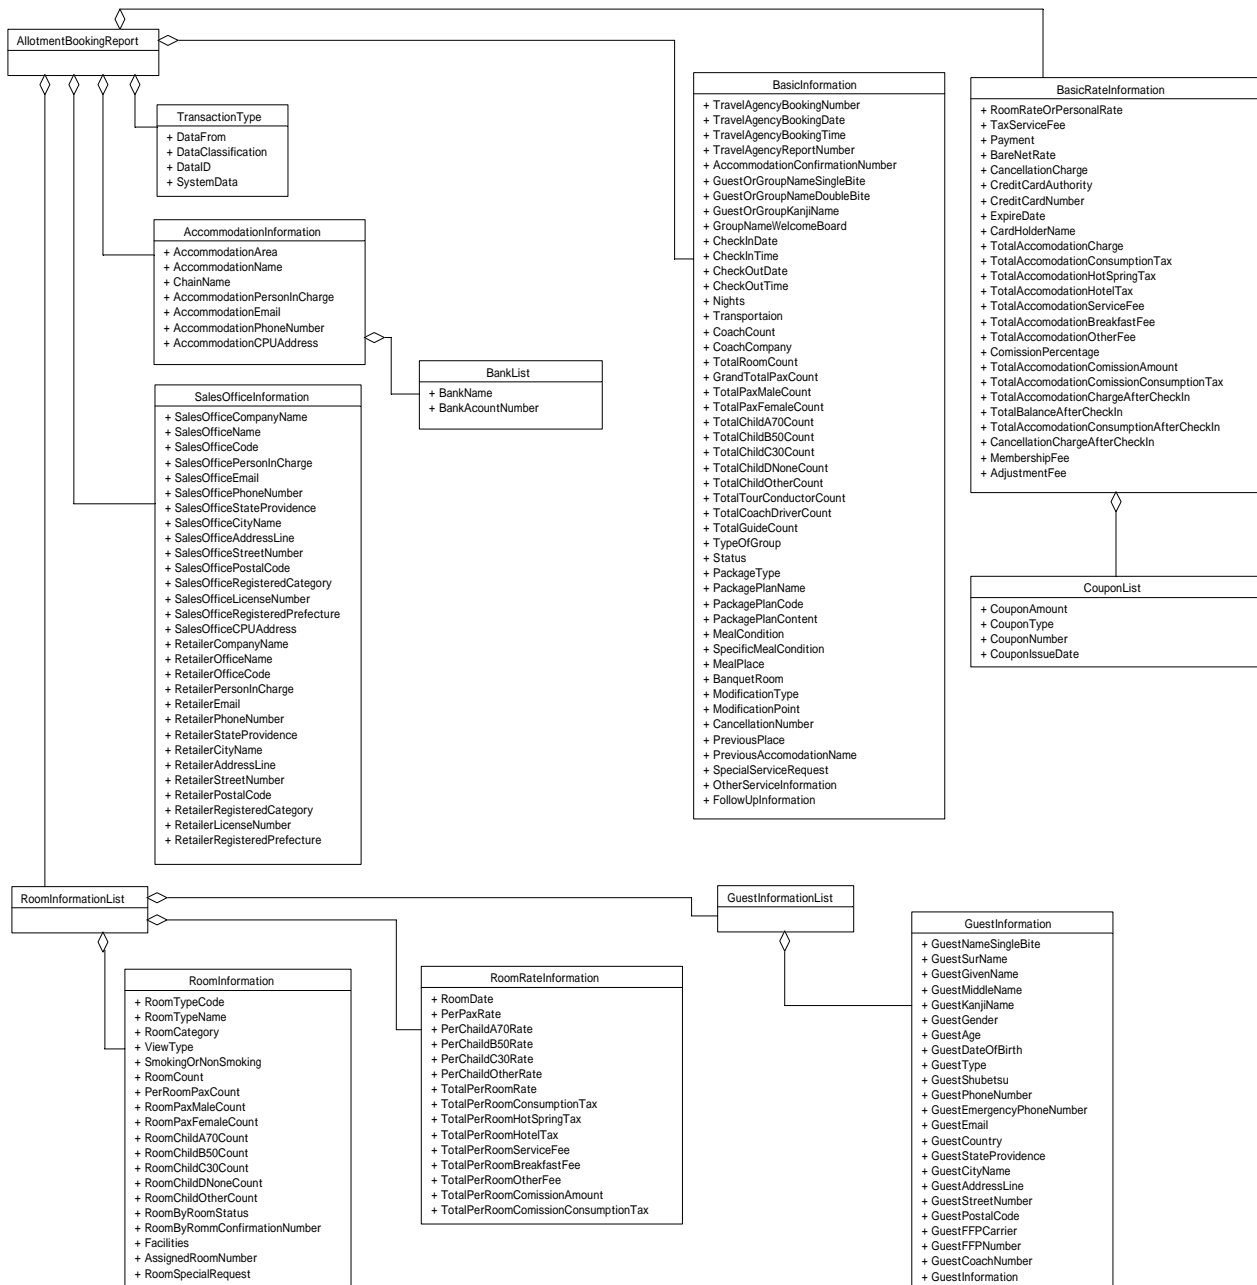 AllotmentBookingReport
TransactionType
+ DataFrom
+ DataClassification
+ DataID
+ SystemData
AccommodationInformation
+ AccommodationArea
+ AccommodationName
+ ChainName
+ AccommodationPersonInCharge
+ AccommodationEmail
+ AccommodationPhoneNumber
+ AccommodationCPUAddress
BankList
+ BankName
+ BankAcountNumber
SalesOfficeInformation
+ SalesOfficeCompanyName
+ SalesOfficeName
+ SalesOfficeCode
+ SalesOfficePersonInCharge
+ SalesOfficeEmail
+ SalesOfficePhoneNumber
+ SalesOfficeStateProvidence
+ SalesOfficeCityName
+ SalesOfficeAddressLine
+ SalesOfficeStreetNumber
+ SalesOfficePostalCode
+ SalesOfficeRegisteredCategory
+ SalesOfficeLicenseNumber
+ SalesOfficeRegisteredPrefecture
+ SalesOfficeCPUAddress
+ RetailerCompanyName
+ RetailerOfficeName
+ RetailerOfficeCode
+ RetailerPersonInCharge
+ RetailerEmail
+ RetailerPhoneNumber
+ RetailerStateProvidence
+ RetailerCityName
+ RetailerAddressLine
+ RetailerStreetNumber
+ RetailerPostalCode
+ RetailerRegisteredCategory
+ RetailerLicenseNumber
+ RetailerRegisteredPrefecture
BasicInformation
+ TravelAgencyBookingNumber
+ TravelAgencyBookingDate
+ TravelAgencyBookingTime
+ TravelAgencyReportNumber
+ AccommodationConfirmationNumber
+ GuestOrGroupNameSingleBite
+ GuestOrGroupNameDoubleBite
+ GuestOrGroupKanjiName
+ GroupNameWelcomeBoard
+ CheckInDate
+ CheckInTime
+ CheckOutDate
+ CheckOutTime
+ Nights
+ Transportaion
+ CoachCount
+ CoachCompany
+ TotalRoomCount
+ GrandTotalPaxCount
+ TotalPaxMaleCount
+ TotalPaxFemaleCount
+ TotalChildA70Count
+ TotalChildB50Count
+ TotalChildC30Count
+ TotalChildDNoneCount
+ TotalChildOtherCount
+ TotalTourConductorCount
+ TotalCoachDriverCount
+ TotalGuideCount
+ TypeOfGroup
+ Status
+ PackageType
+ PackagePlanName
+ PackagePlanCode
+ PackagePlanContent
+ MealCondition
+ SpecificMealCondition
+ MealPlace
+ BanquetRoom
+ ModificationType
+ ModificationPoint
+ CancellationNumber
+ PreviousPlace
+ PreviousAccomodationName
+ SpecialServiceRequest
+ OtherServiceInformation
+ FollowUpInformation
BasicRateInformation
+ RoomRateOrPersonalRate
+ TaxServiceFee
+ Payment
+ BareNetRate
+ CancellationCharge
+ CreditCardAuthority
+ CreditCardNumber
+ ExpireDate
+ CardHolderName
+ TotalAccomodationCharge
+ TotalAccomodationConsumptionTax
+ TotalAccomodationHotSpringTax
+ TotalAccomodationHotelTax
+ TotalAccomodationServiceFee
+ TotalAccomodationBreakfastFee
+ TotalAccomodationOtherFee
+ ComissionPercentage
+ TotalAccomodationComissionAmount
+ TotalAccomodationComissionConsumptionTax
+ TotalAccomodationChargeAfterCheckIn
+ TotalBalanceAfterCheckIn
+ TotalAccomodationConsumptionAfterCheckIn
+ CancellationChargeAfterCheckIn
+ MembershipFee
+ AdjustmentFee
CouponList
+ CouponAmount
+ CouponType
+ CouponNumber
+ CouponIssueDate
RoomInformationList
RoomInformation
+ RoomTypeCode
+ RoomTypeName
+ RoomCategory
+ ViewType
+ SmokingOrNonSmoking
+ RoomCount
+ PerRoomPaxCount
+ RoomPaxMaleCount
+ RoomPaxFemaleCount
+ RoomChildA70Count
+ RoomChildB50Count
+ RoomChildC30Count
+ RoomChildDNoneCount
+ RoomChildOtherCount
+ RoomByRoomStatus
+ RoomByRommConfirmationNumber
+ Facilities
+ AssignedRoomNumber
+ RoomSpecialRequest
RoomRateInformation
+ RoomDate
+ PerPaxRate
+ PerChaildA70Rate
+ PerChaildB50Rate
+ PerChaildC30Rate
+ PerChaildOtherRate
+ TotalPerRoomRate
+ TotalPerRoomConsumptionTax
+ TotalPerRoomHotSpringTax
+ TotalPerRoomHotelTax
+ TotalPerRoomServiceFee
+ TotalPerRoomBreakfastFee
+ TotalPerRoomOtherFee
+ TotalPerRoomComissionAmount
+ TotalPerRoomComissionConsumptionTax
GuestInformationList
GuestInformation
+ GuestNameSingleBite
+ GuestSurName
+ GuestGivenName
+ GuestMiddleName
+ GuestKanjiName
+ GuestGender
+ GuestAge
+ GuestDateOfBirth
+ GuestType
+ GuestShubetsu
+ GuestPhoneNumber
+ GuestEmergencyPhoneNumber
+ GuestEmail
+ GuestCountry
+ GuestStateProvidence
+ GuestCityName
+ GuestAddressLine
+ GuestStreetNumber
+ GuestPostalCode
+ GuestFFPCarrier
+ GuestFFPNumber
+ GuestCoachNumber
+ GuestInformation